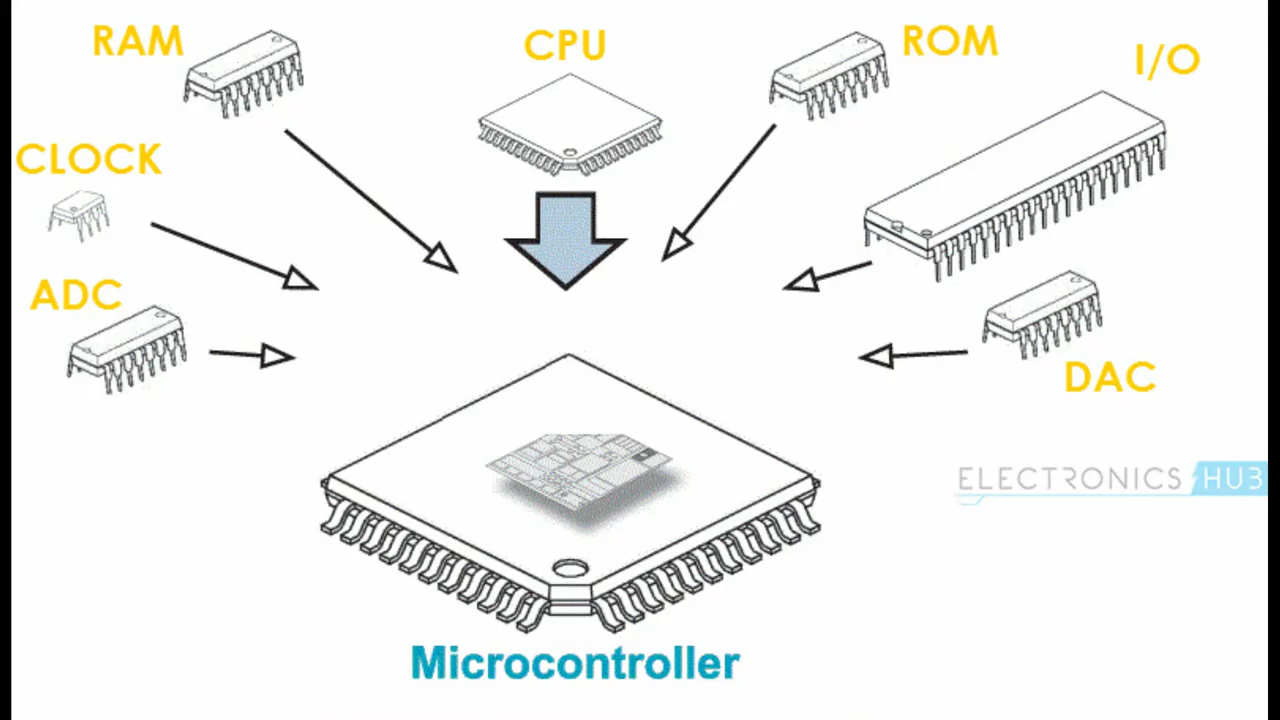 RAM
CPU
ROM
I/O
CLOCK
ADC
DAC
ELECTRONICS HUB
Microcontroller